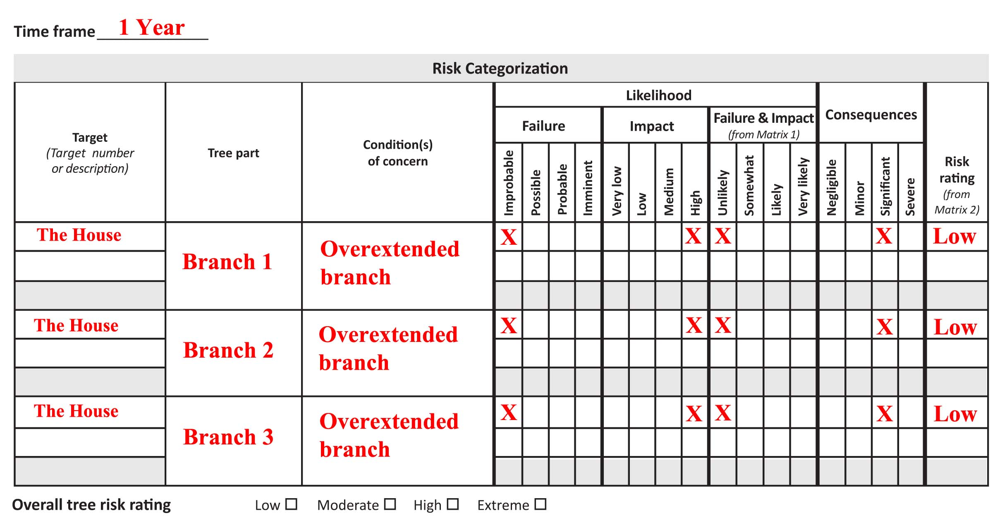 Time frame 1 Year
Risk Categorization
Likelihood
Failure
Impact
Failure & Impact
(from Matrix 1)
Consequences
Target
(Target number
or description)
Tree part
Condition(s)
of concern
Improbable
Possible
Probable
Imminent
Very low
Low
Medium
High
Unlikely
Somewhat
Likely
Very likely
Negligible
Minor
Significant
Severe
Risk
rating
(from
Matrix 2)
The House
Branch 1
Overextended
branch
X X X X Low
The House
Branch 2
Overextended
branch
X X X X Low
The House
Branch 3
Overextended
branch
X X X X Low
Overall tree risk rating Low □ Moderate □ High □ Extreme □